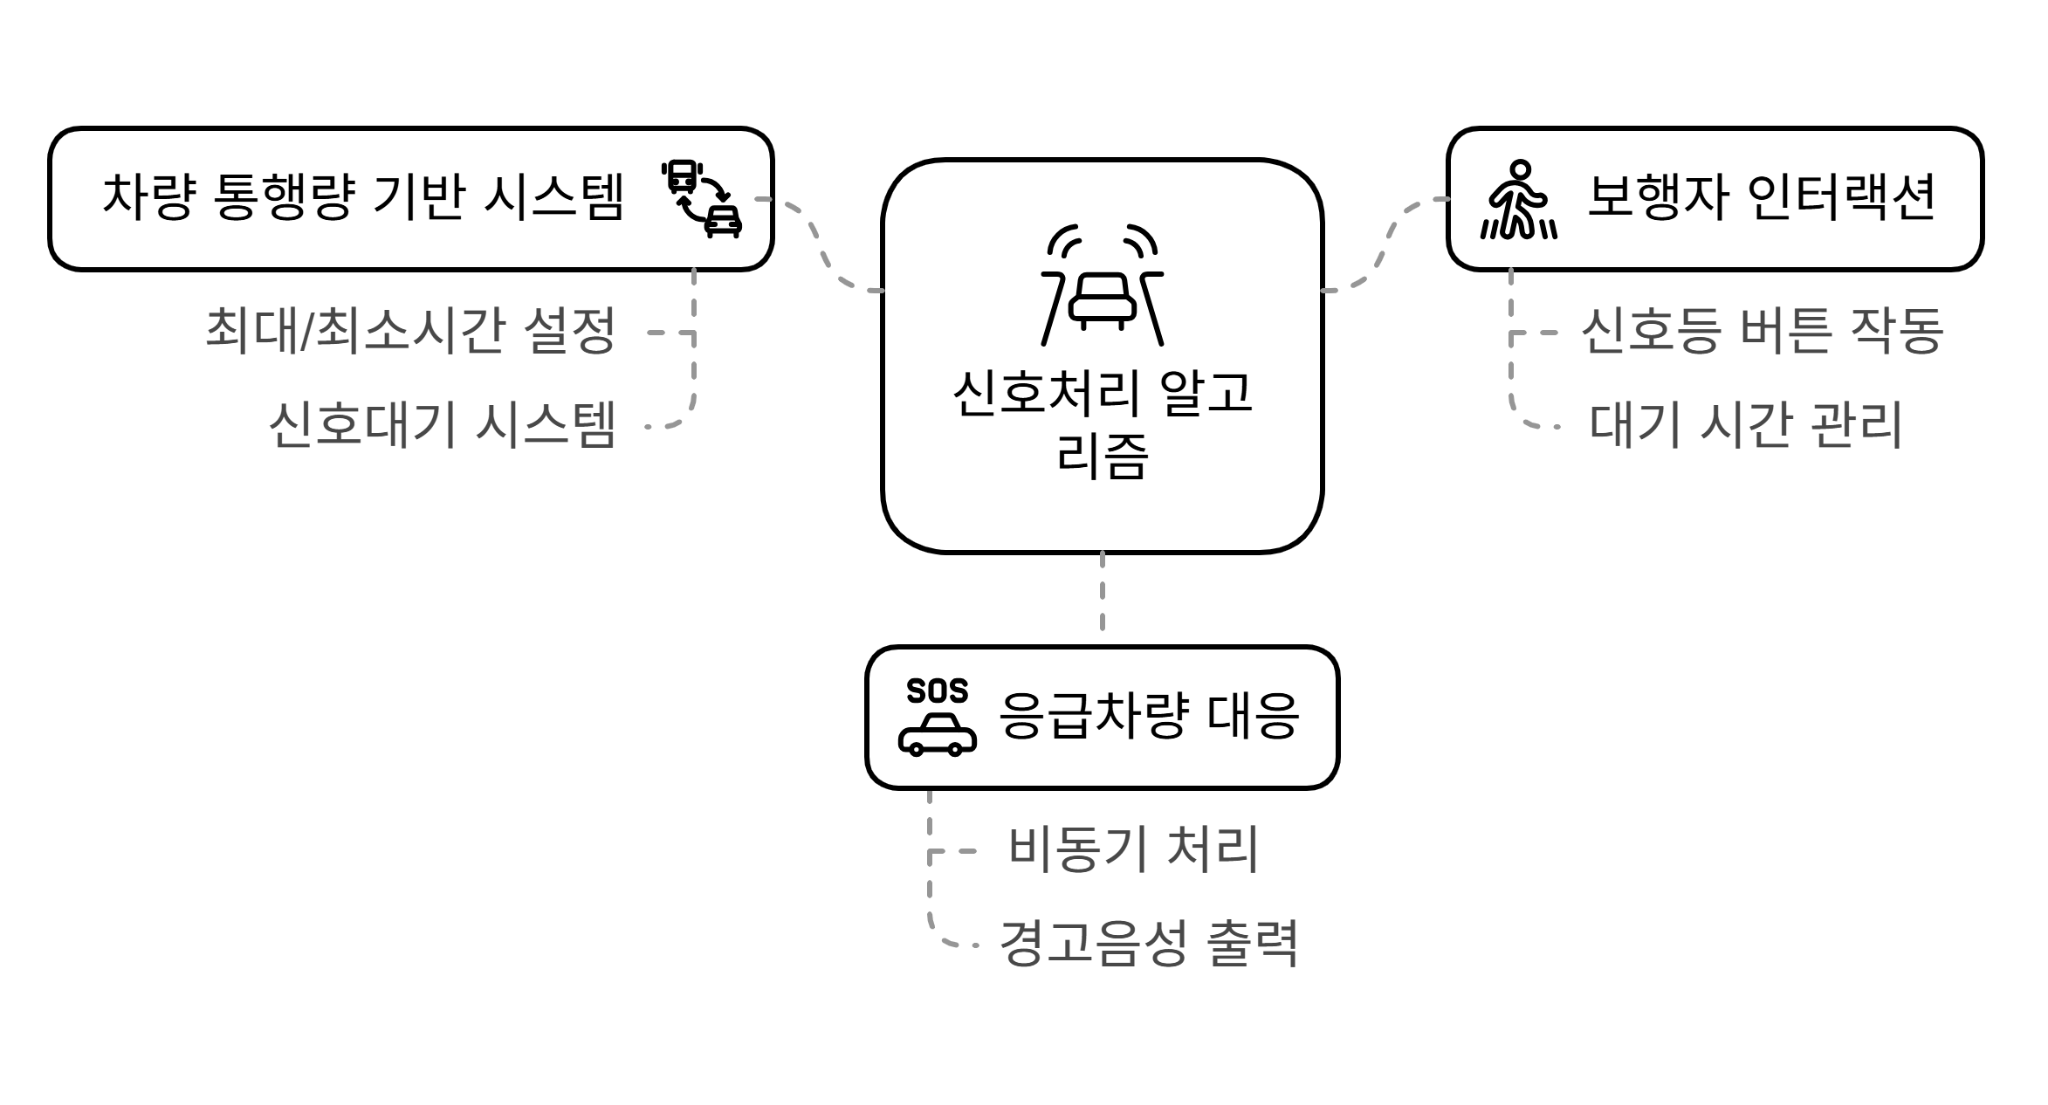 차량 통행량 기반 시스템
최대/최소시간 설정
신호대기 시스템
신호처리 알고
리즘
보행자 인터랙션
신호등 버튼 작동
대기 시간 관리
SOS
응급차량 대응
비동기 처리
경고음성 출력